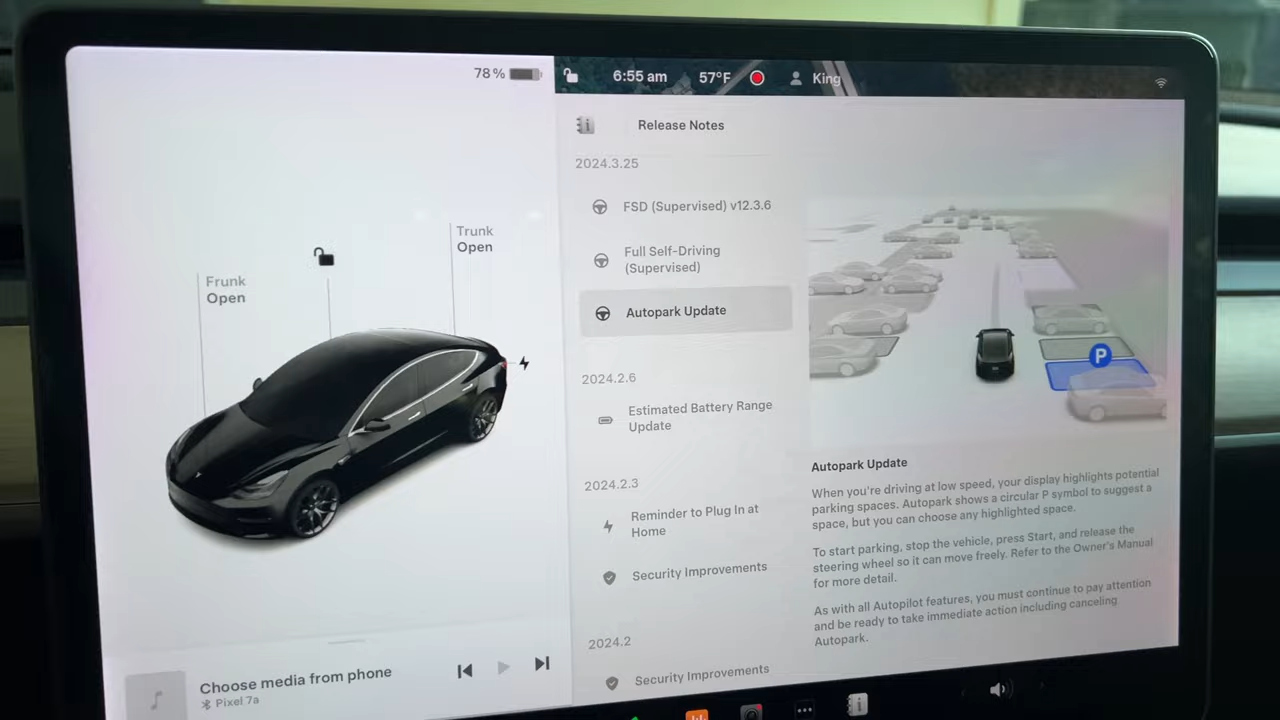 78%
6:55 am
57°F
King
Release Notes
2024.3.25
FSD (Supervised) v12.3.6
Full Self-Driving
(Supervised)
Autopark Update
2024.2.6
Estimated Battery Range
Update
2024.2.3
Reminder to Plug In at
Home
Security Improvements
2024.2
Security Improvements
Trunk
Open
Frunk
Open
Choose media from phone
Pixel 7a
P
Autopark Update
When you're driving at low speed, your display highlights potential
parking spaces. Autopark shows a circular P symbol to suggest a
space, but you can choose any highlighted space.
To start parking, stop the vehicle, press Start, and release the
steering wheel so it can move freely. Refer to the Owner's Manual
for more detail.
As with all Autopilot features, you must continue to pay attention
and be ready to take immediate action including canceling
Autopark.